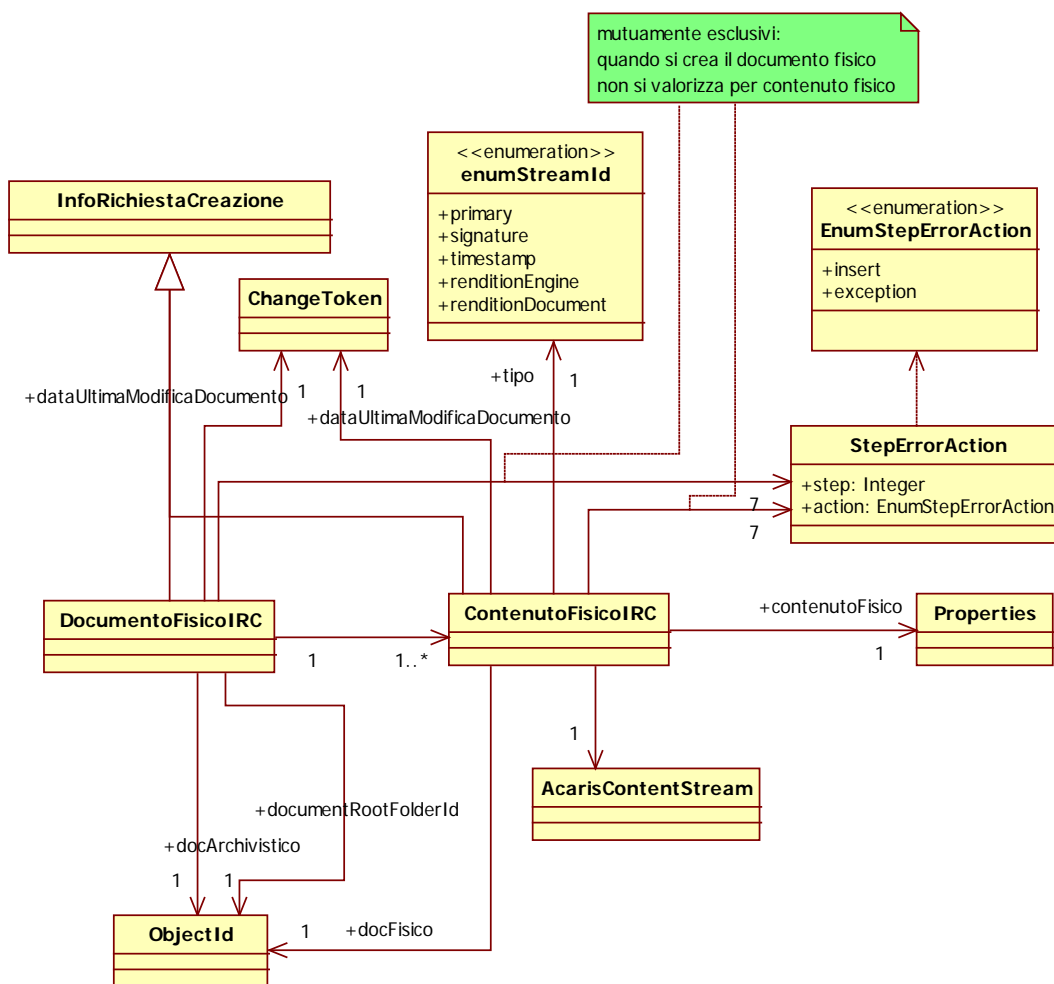 mutuamente esclusivi:
quando si crea il documento fisico
non si valorizza per contenuto fisico
<<enumeration>>
enumStreamId
+primary
+signature
+timestamp
+renditionEngine
+renditionDocument
InfoRichiestaCreazione
<<enumeration>>
EnumStepErrorAction
+insert
+exception
ChangeToken
+tipo
1
+dataUltimaModificaDocumento
1
1
+dataUltimaModificaDocumento
StepErrorAction
+step: Integer
+action: EnumStepErrorAction
7
7
DocumentoFisicoIRC
ContenutoFisicoIRC
+contenutoFisico
Properties
1
1..*
1
1
AcarisContentStream
+documentRootFolderId
+docArchivistico
1
1
ObjectId
1
+docFisico